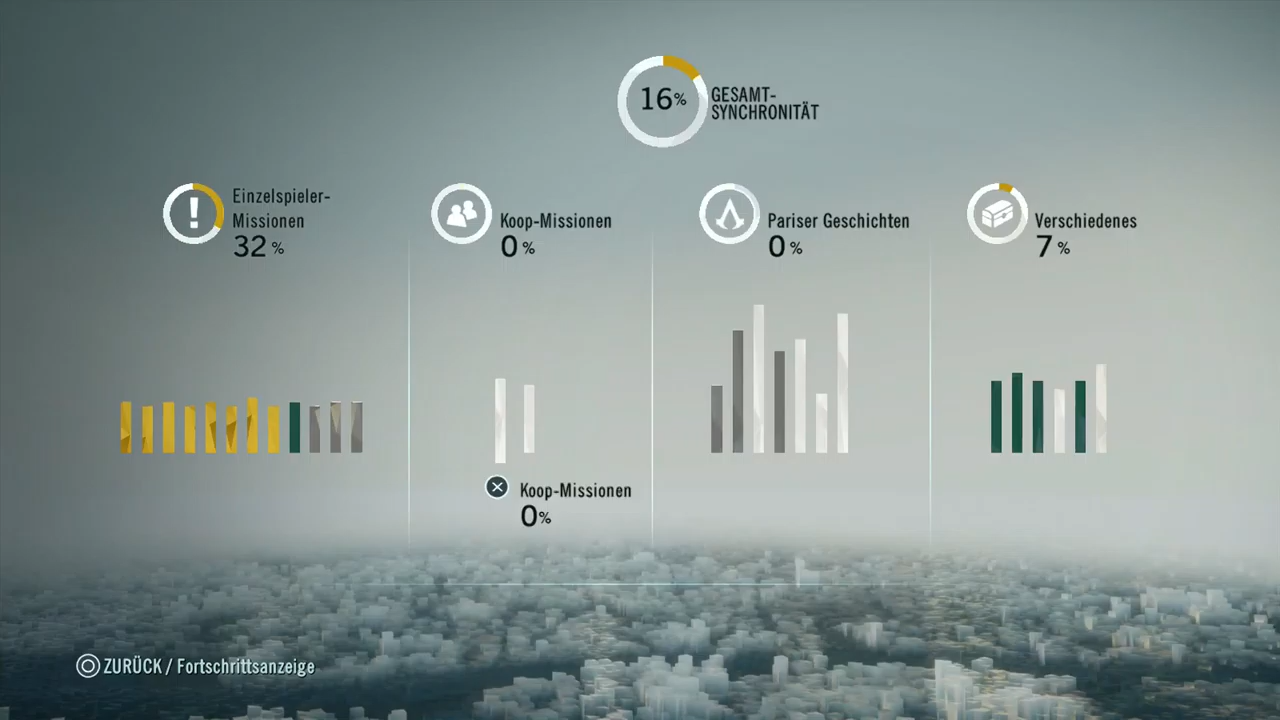 16%
GESAMT-
SYNCHRONITÄT
Einzelspieler-
Missionen
32 %
Koop-Missionen
0 %
Pariser Geschichten
0 %
Verschiedenes
7 %
Koop-Missionen
0%
ZURÜCK / Fortschrittsanzeige